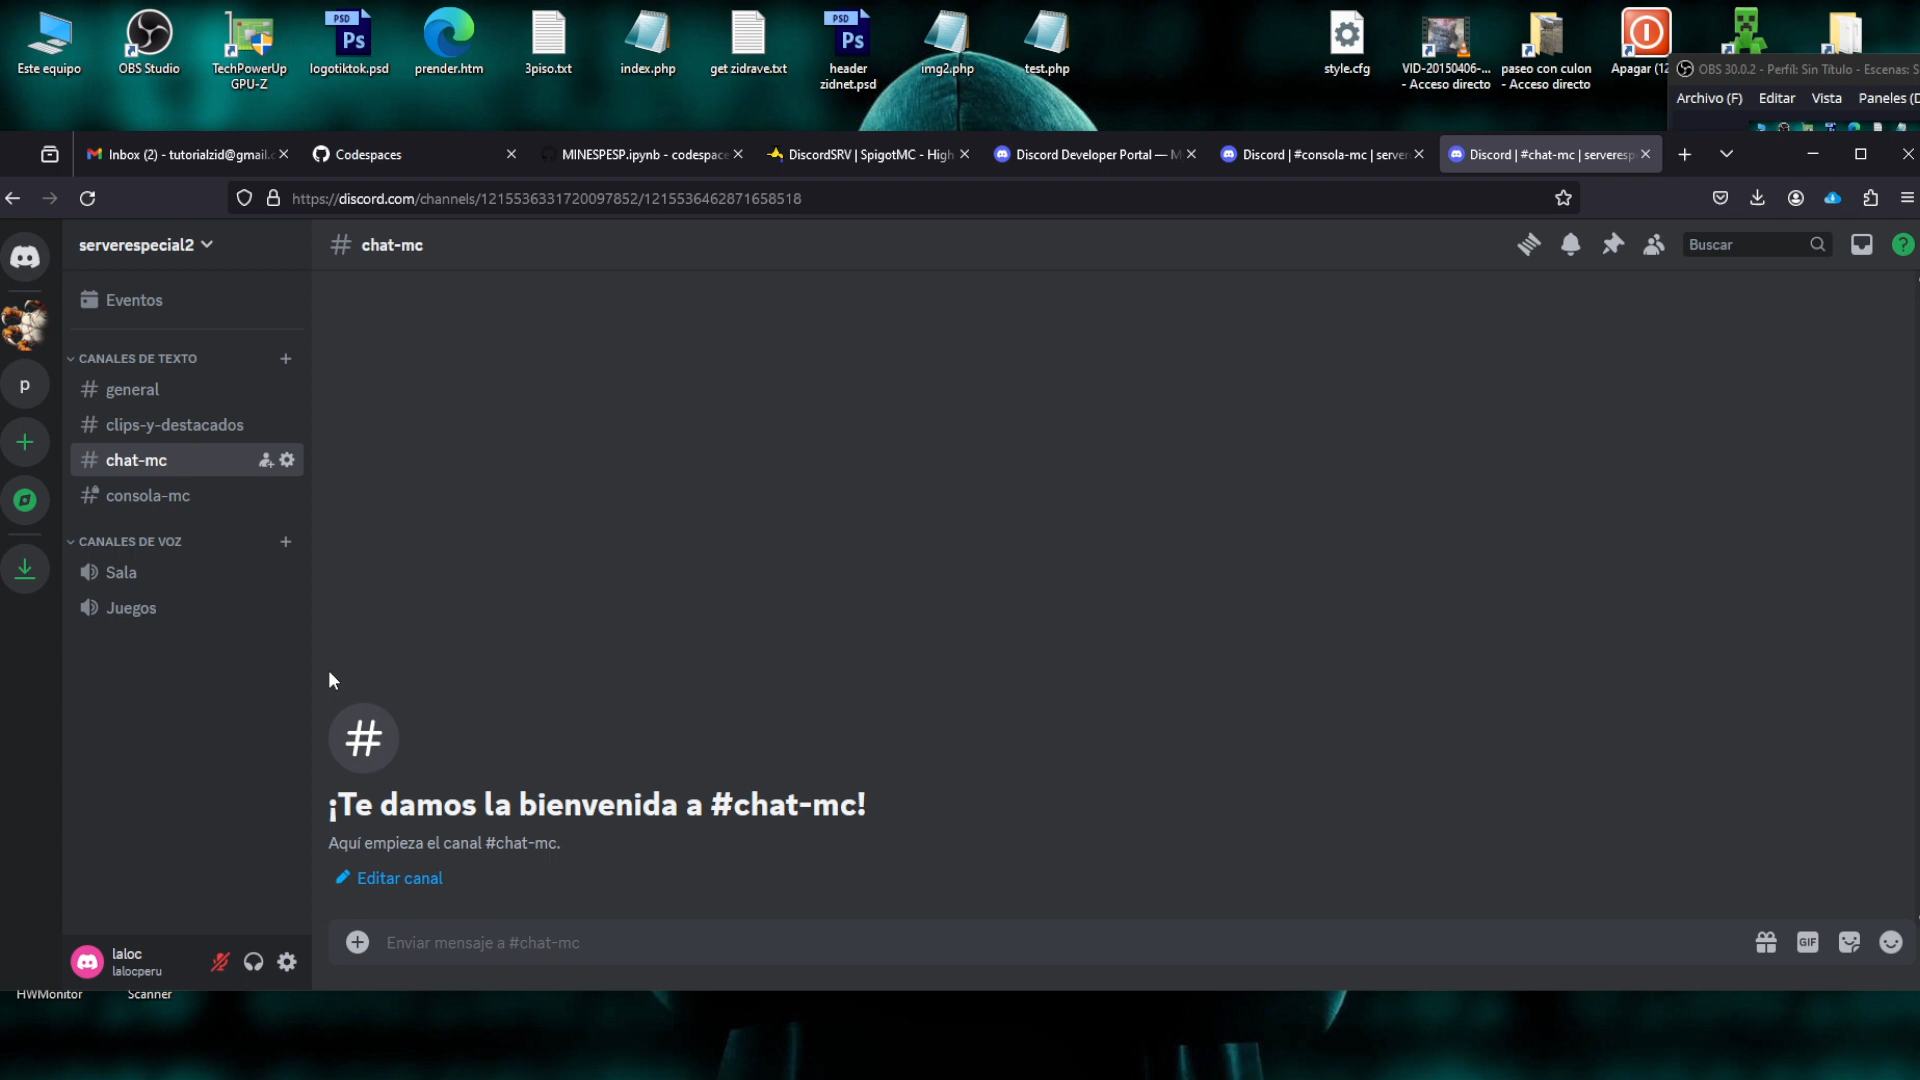 PSD
Ps
PSD
Ps
Este equipo
OBS Studio
TechPowerUp
GPU-Z
logotiktok.psd
prender.htm
3piso.txt
index.php
get zidrave.txt
header
zidnet.psd
img2.php
test.php
style.cfg
VID-20150406-...
- Acceso directo
paseo con culon
- Acceso directo
Apagar (12
OBS 30.0.2 - Perfil: Sin Título - Escenas: S
Archivo (F) Editar Vista Paneles (D
Inbox (2) - tutorialzid@gmail.c
Codespaces
MINESPESP.ipynb - codespace
DiscordSRV | SpigotMC - High
Discord Developer Portal — M
Discord | #consola-mc | server
Discord | #chat-mc | serveresp
https://discord.com/channels/1215536331720097852/1215536462871658518
serverespecial2
chat-mc
Buscar
Eventos
CANALES DE TEXTO
general
clips-y-destacados
chat-mc
consola-mc
CANALES DE VOZ
Sala
Juegos
p
#
¡Te damos la bienvenida a #chat-mc!
Aquí empieza el canal #chat-mc.
Editar canal
Enviar mensaje a #chat-mc
GIF
laloc
lalocperu
HWMonitor
Scanner